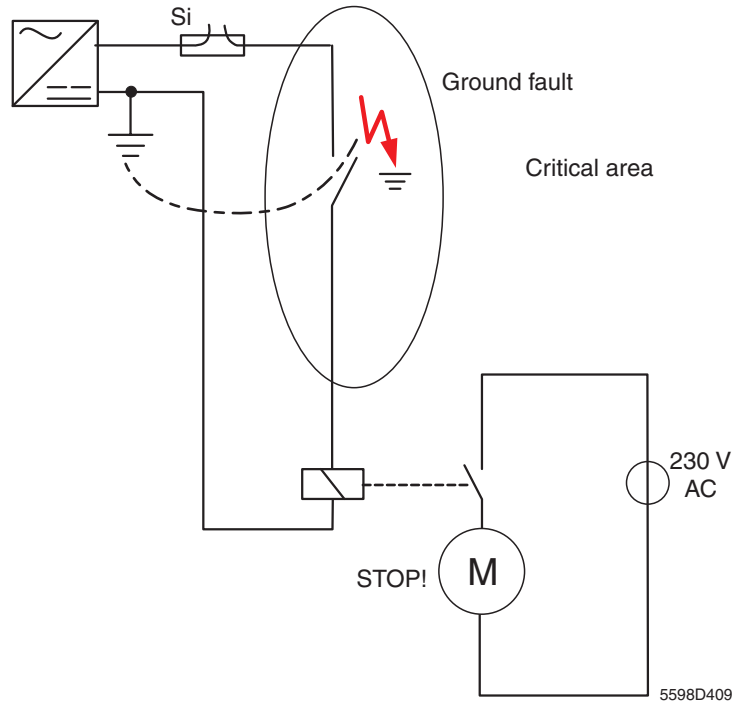 Si
Ground fault
Critical area
230 V
AC
STOP!
M
5598D409